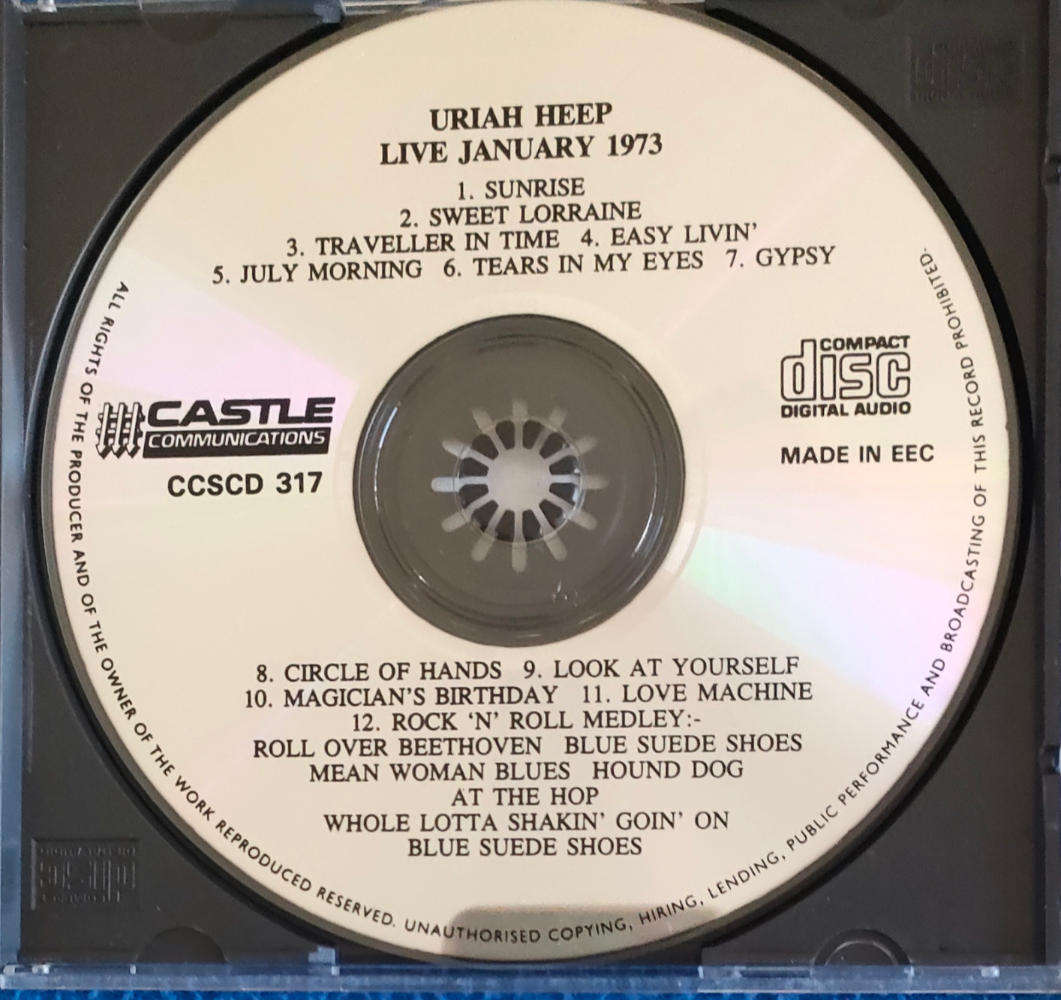 URIAH HEEP
LIVE JANUARY 1973
1. SUNRISE
2. SWEET LORRAINE
3. TRAVELLER IN TIME 4. EASY LIVIN'
5. JULY MORNING 6. TEARS IN MY EYES 7. GYPSY
CASTLE
COMMUNICATIONS
CCSCD 317
COMPACT
disc
DIGITAL AUDIO
MADE IN EEC
8. CIRCLE OF HANDS 9. LOOK AT YOURSELF
10. MAGICIAN'S BIRTHDAY 11. LOVE MACHINE
12. ROCK 'N' ROLL MEDLEY:-
ROLL OVER BEETHOVEN BLUE SUEDE SHOES
MEAN WOMAN BLUES HOUND DOG
AT THE HOP
WHOLE LOTTA SHAKIN' GOIN' ON
BLUE SUEDE SHOES
ALL RIGHTS OF THE PRODUCER AND OF THE OWNER OF THE WORK REPRODUCED RESERVED. UNAUTHORISED COPYING, HIRING, LENDING, PUBLIC PERFORMANCE AND BROADCASTING OF THIS RECORD PROHIBITED.